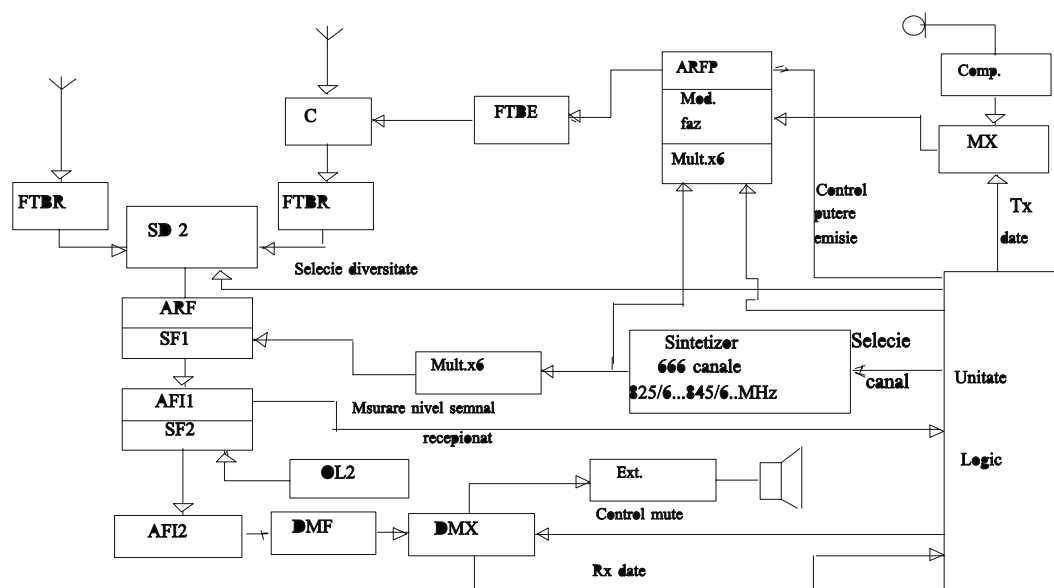 ARFP
Comp.
Mod.
faz
C
FTBE
MX
Mult.x6
FTBR
FTBR
Control
putere
emisie
Tx
date
SD 2
Selecie diversitate
ARF
SF1
Sintetizor
666 canale
825/6...845/6..MHz
Selecie
canal
Mult.x6
Unitate
Logic
AFI1
SF2
Msurare nivel semnal
recepionat
OL2
Ext.
Control mute
AFI2
DMF
DMX
Rx date